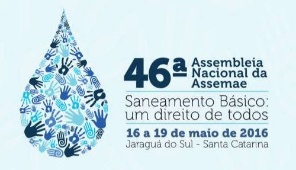 46ª Assembleia
Nacional da
Assemae
Saneamento Básico:
um direito de todos
16 a 19 de maio de 2016
Jaraguá do Sul - Santa Catarina